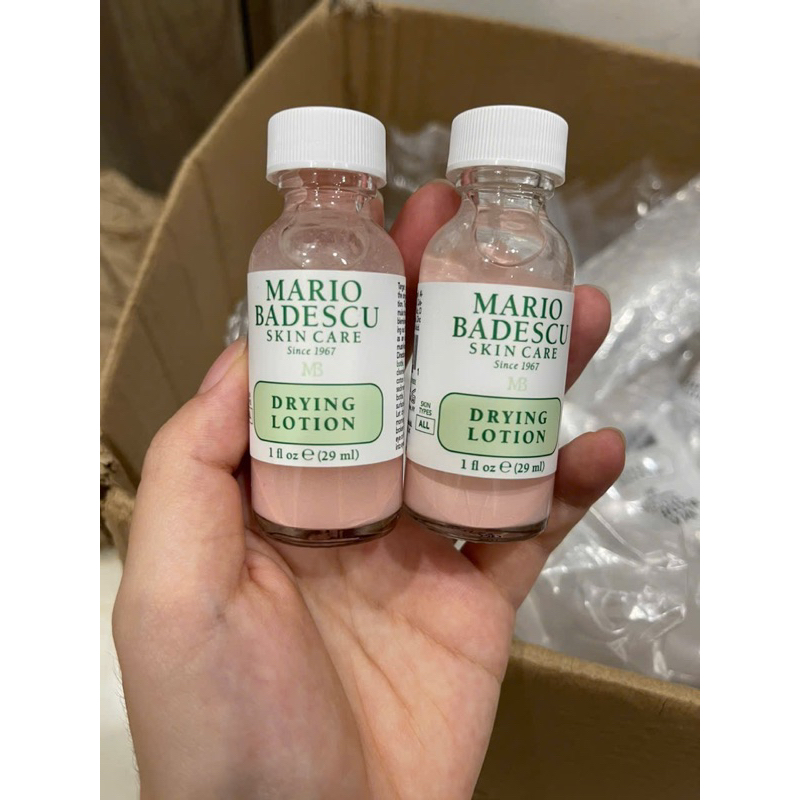 MARIO
BADESCU
SKIN CARE
Since 1967
MB
DRYING
LOTION
1 fl oz ℮ (29 ml)
MARIO
BADESCU
SKIN CARE
Since 1967
MB
SKIN
TYPES
ALL
DRYING
LOTION
1 fl oz ℮ (29 ml)